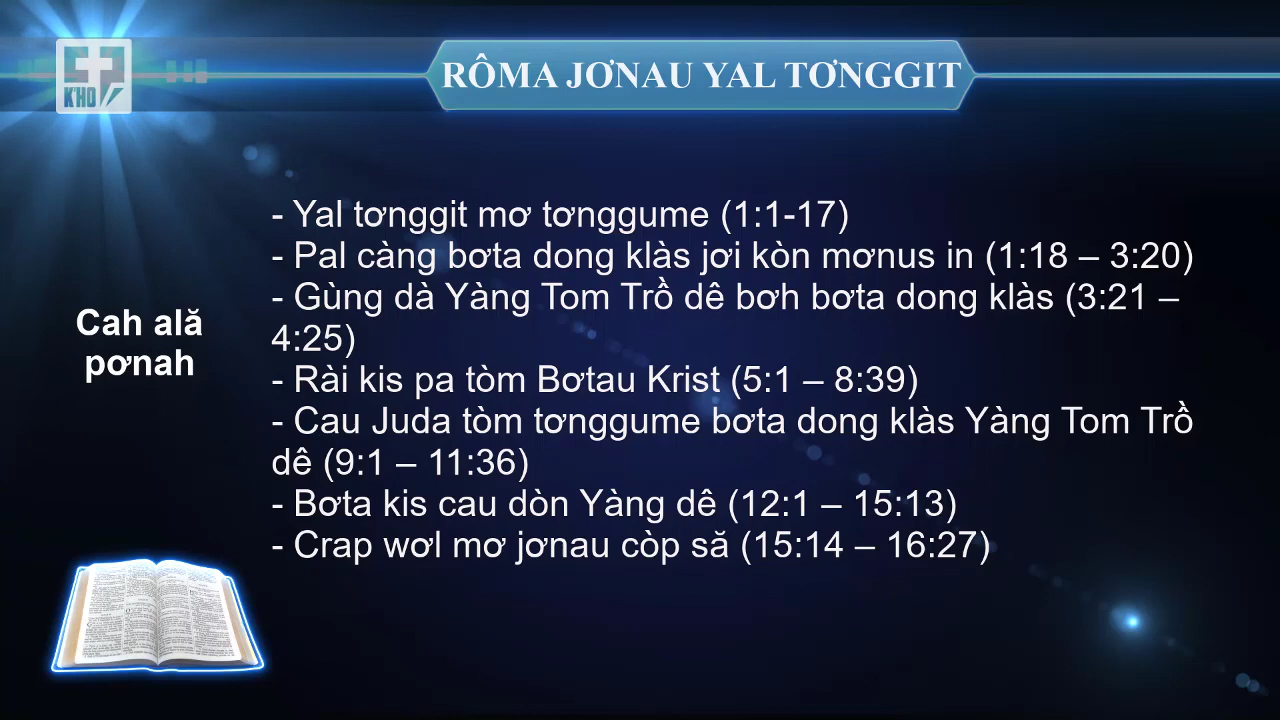 K'HO
RÔMA JƠNAU YAL TƠNGGIT
Cah ală
pơnah
- Yal tơnggit mơ tơnggume (1:1-17)
- Pal càng bơta dong klàs jơi kòn mơnus in (1:18 – 3:20)
- Gùng dà Yàng Tom Trồ dê bơh bơta dong klàs (3:21 –
4:25)
- Rài kis pa tòm Bơtau Krist (5:1 – 8:39)
- Cau Juda tòm tơnggume bơta dong klàs Yàng Tom Trồ
dê (9:1 – 11:36)
- Bơta kis cau dòn Yàng dê (12:1 – 15:13)
- Crap wơl mơ jơnau còp să (15:14 – 16:27)